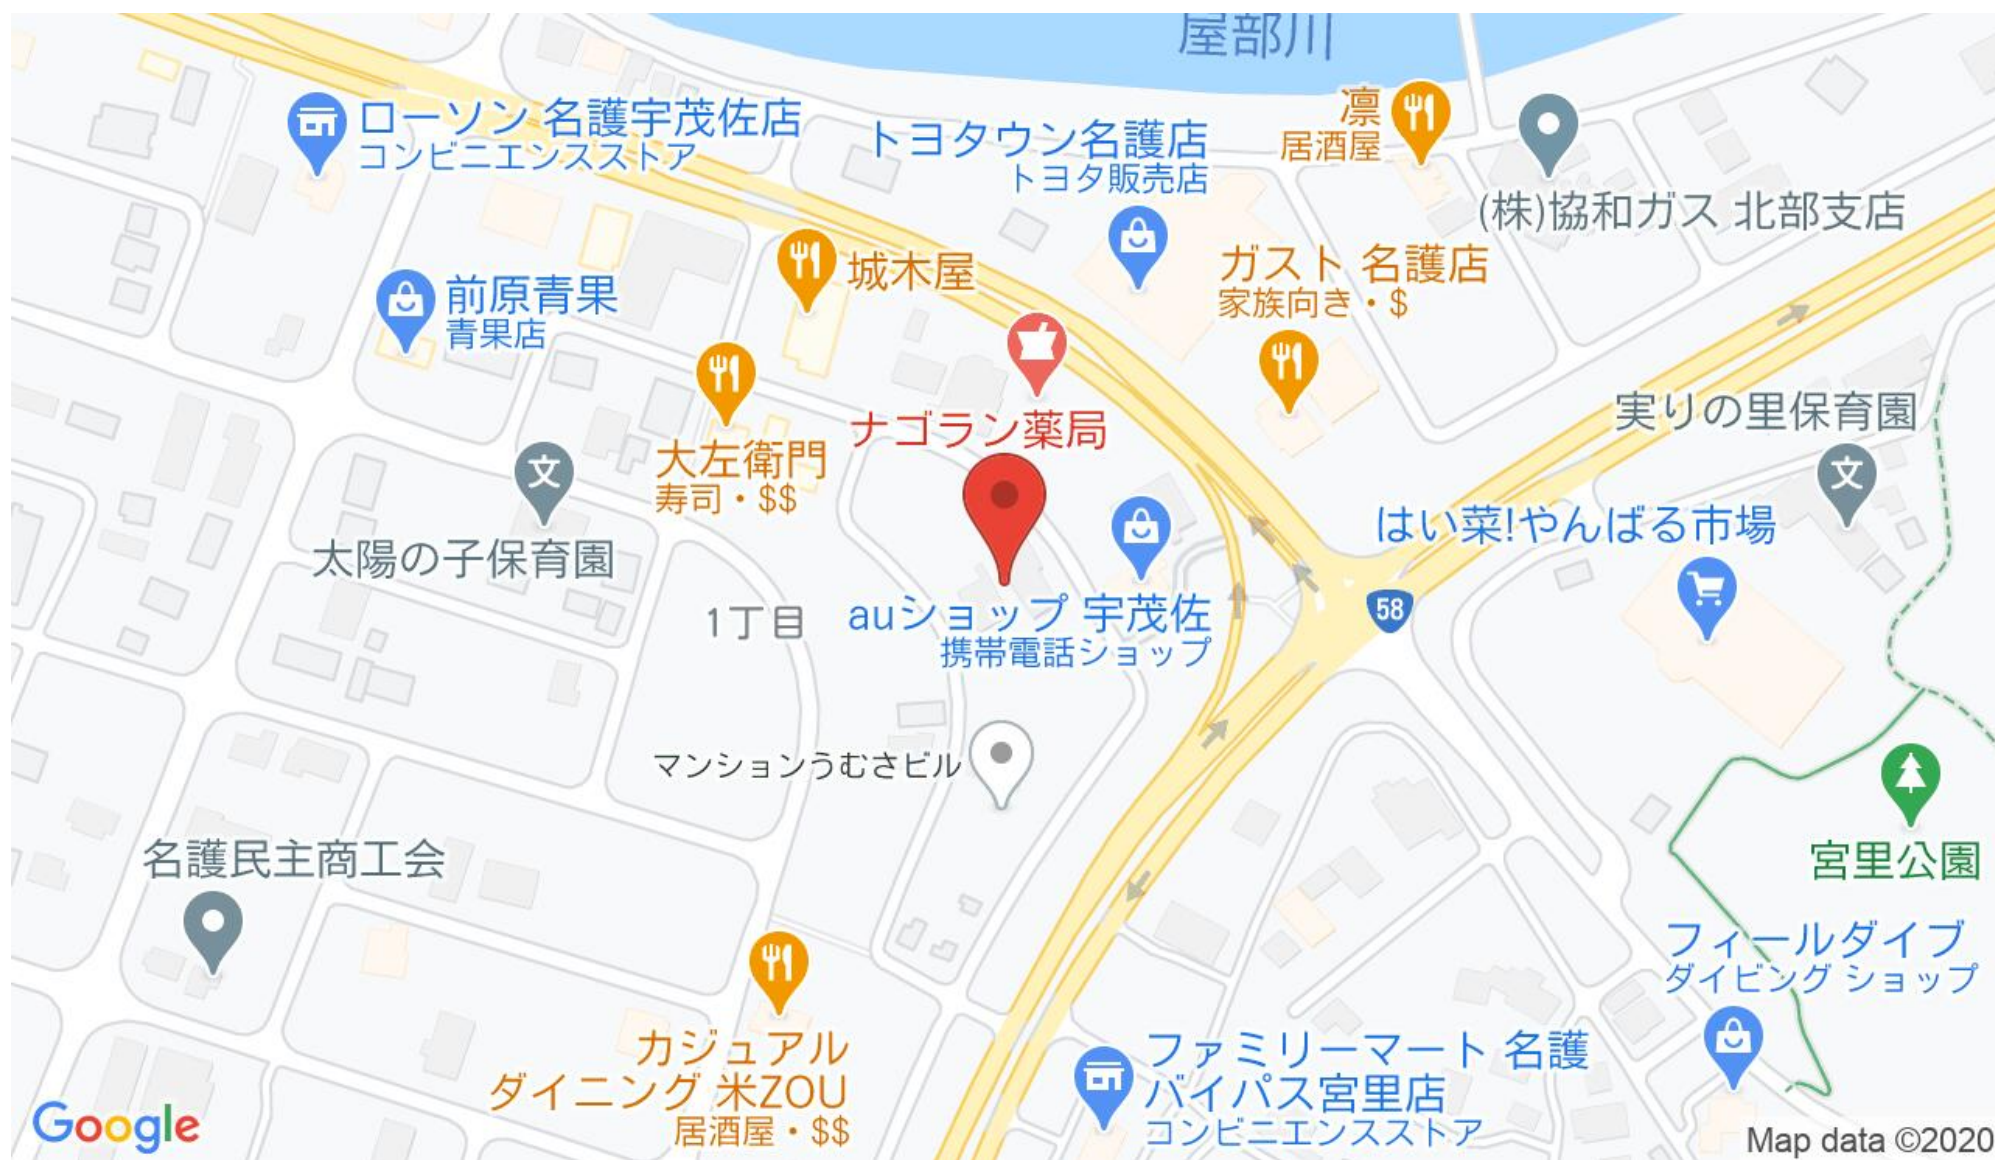 屋部川
ローソン 名護宇茂佐店
コンビニエンスストア
トヨタウン名護店
トヨタ販売店
凛
居酒屋
(株)協和ガス 北部支店
城木屋
ガスト 名護店
家族向き・$
前原青果
青果店
ナゴラン薬局
実りの里保育園
大左衛門
寿司・$$
文
文
太陽の子保育園
はい菜!やんばる市場
1丁目
auショップ 宇茂佐
携帯電話ショップ
58
マンションうむさビル
名護民主商工会
宮里公園
フィールダイブ
ダイビング ショップ
カジュアル
ダイニング 米ZOU
居酒屋・$$
ファミリーマート 名護
バイパス宮里店
コンビニエンスストア
Google
Map data ©2020